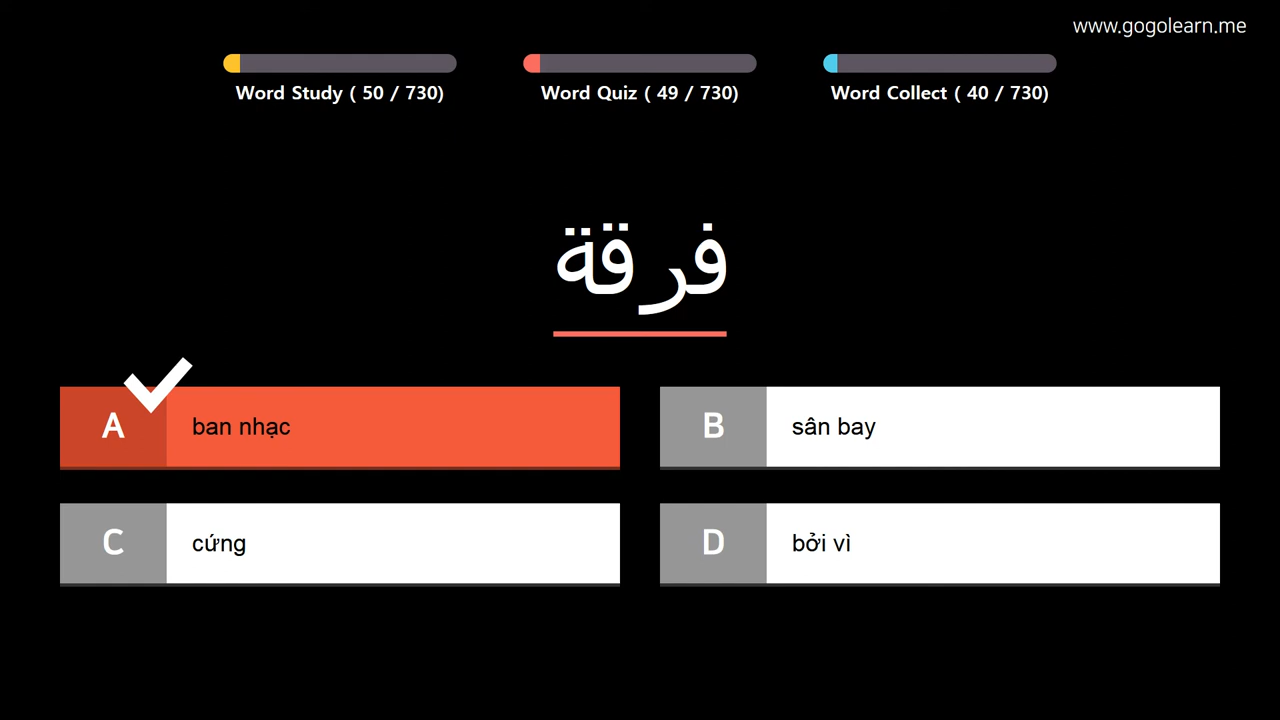 www.gogolearn.me
Word Study ( 50 / 730)
Word Quiz ( 49 / 730)
Word Collect ( 40 / 730)
فرقة
A ban nhạc
B sân bay
C cứng
D bởi vì